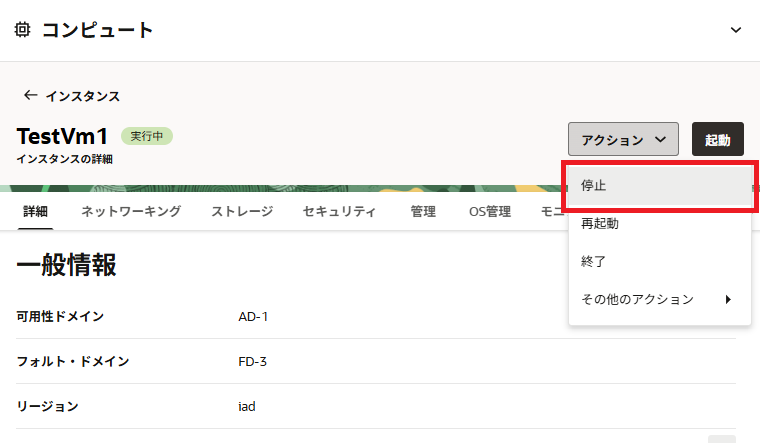 コンピュート
インスタンス
TestVm1 実行中
インスタンスの詳細
アクション 起動
停止
再起動
終了
その他のアクション
詳細 ネットワーキング ストレージ セキュリティ 管理 OS管理 モニ
一般情報
可用性ドメイン AD-1
フォルト・ドメイン FD-3
リージョン iad